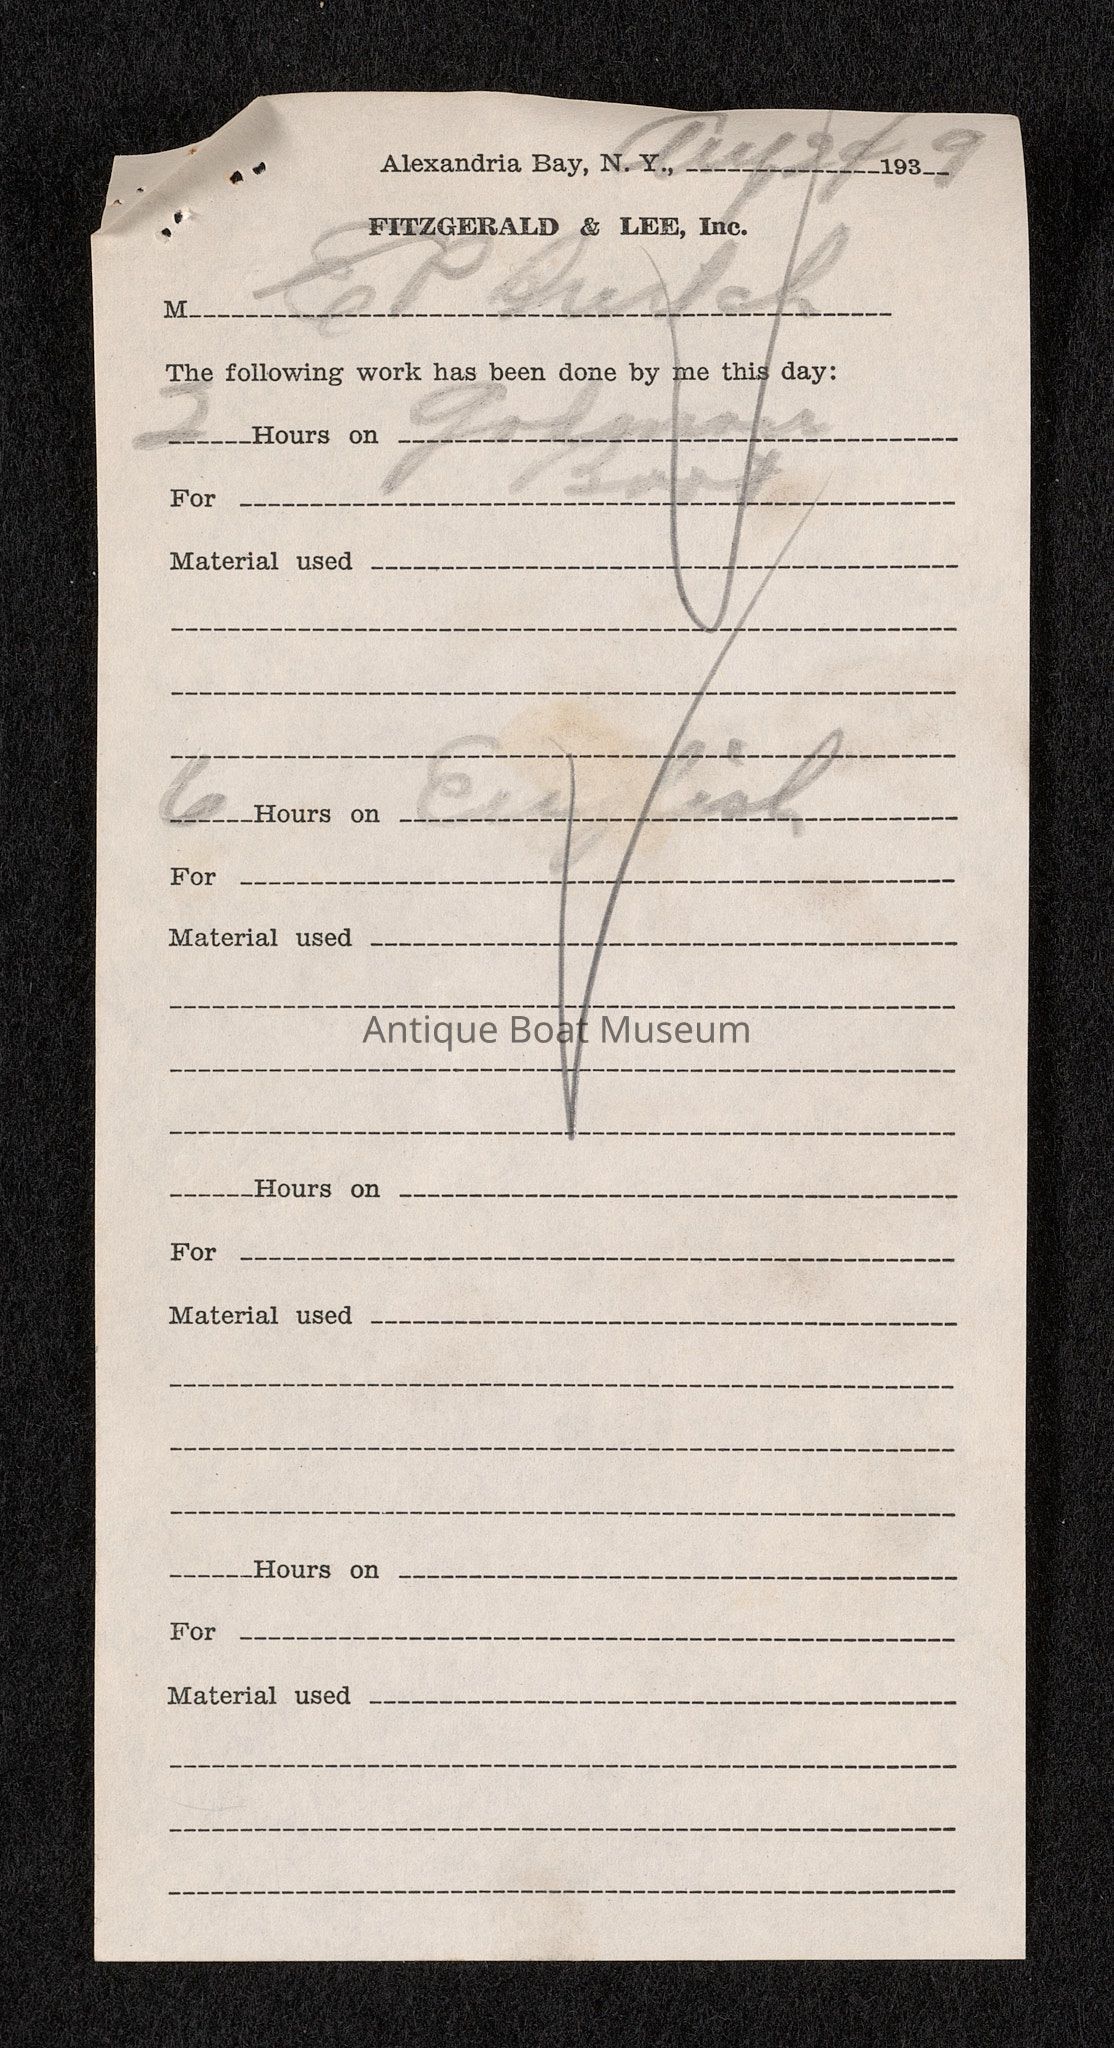 Alexandria Bay, N. Y., Aug 24 1939
FITZGERALD & LEE, Inc.
M E P
The following work has been done by me this day:
2 Hours on
For Boat
Material used
6 Hours on English
For
Material used
Antique Boat Museum
Hours on
For
Material used
Hours on
For
Material used